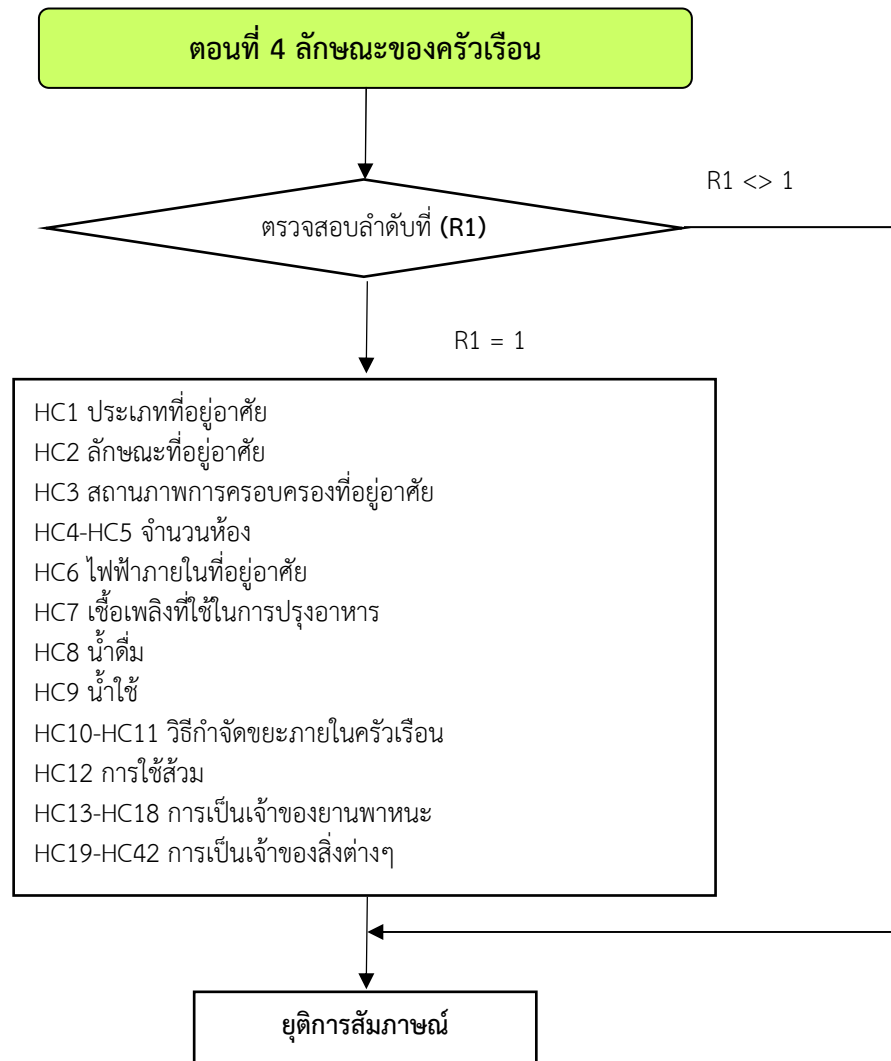 ตอนที่ 4 ลักษณะของครัวเรือน
R1 <> 1
ตรวจสอบลำดับที่ (R1)
R1 = 1
HC1 ประเภทที่อยู่อาศัย
HC2 ลักษณะที่อยู่อาศัย
HC3 สถานภาพการครอบครองที่อยู่อาศัย
HC4-HC5 จำนวนห้อง
HC6 ไฟฟ้าภายในที่อยู่อาศัย
HC7 เชื้อเพลิงที่ใช้ในการปรุงอาหาร
HC8 น้ำดื่ม
HC9 น้ำใช้
HC10-HC11 วิธีกำจัดขยะภายในครัวเรือน
HC12 การใช้ส้วม
HC13-HC18 การเป็นเจ้าของยานพาหนะ
HC19-HC42 การเป็นเจ้าของสิ่งต่างๆ
ยุติการสัมภาษณ์